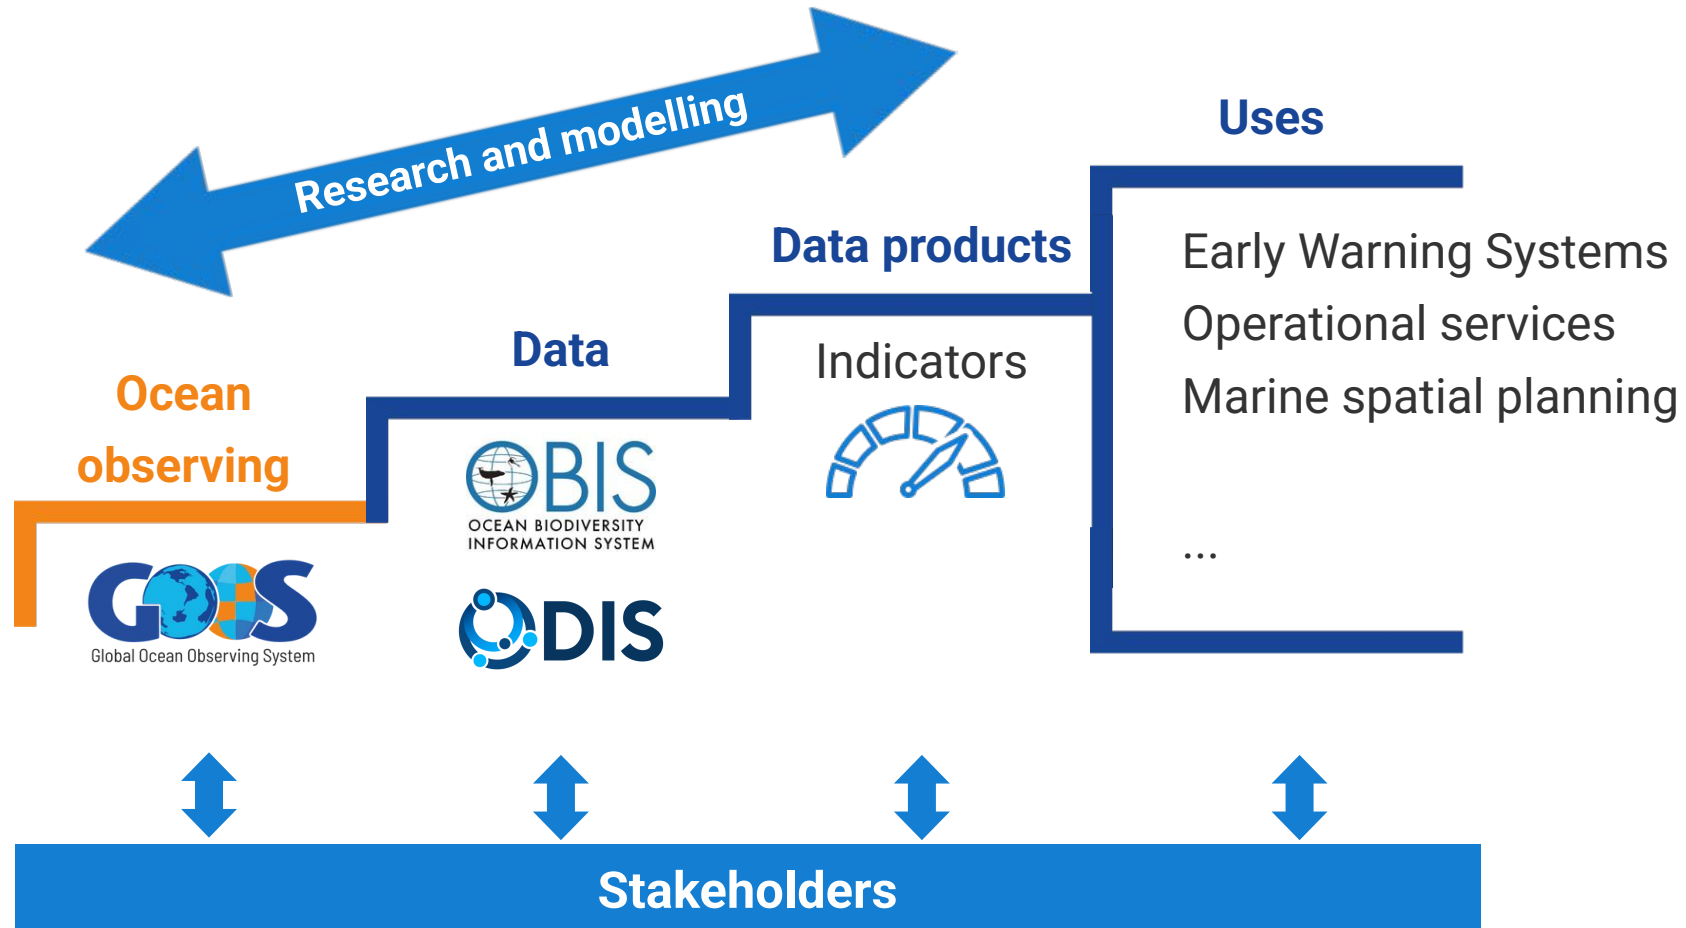 Research and modelling
Uses
Early Warning Systems
Operational services
Marine spatial planning
...
Data products
Indicators
Data
OBIS
OCEAN BIODIVERSITY
INFORMATION SYSTEM
ODIS
Ocean
observing
GOOS
Global Ocean Observing System
Stakeholders